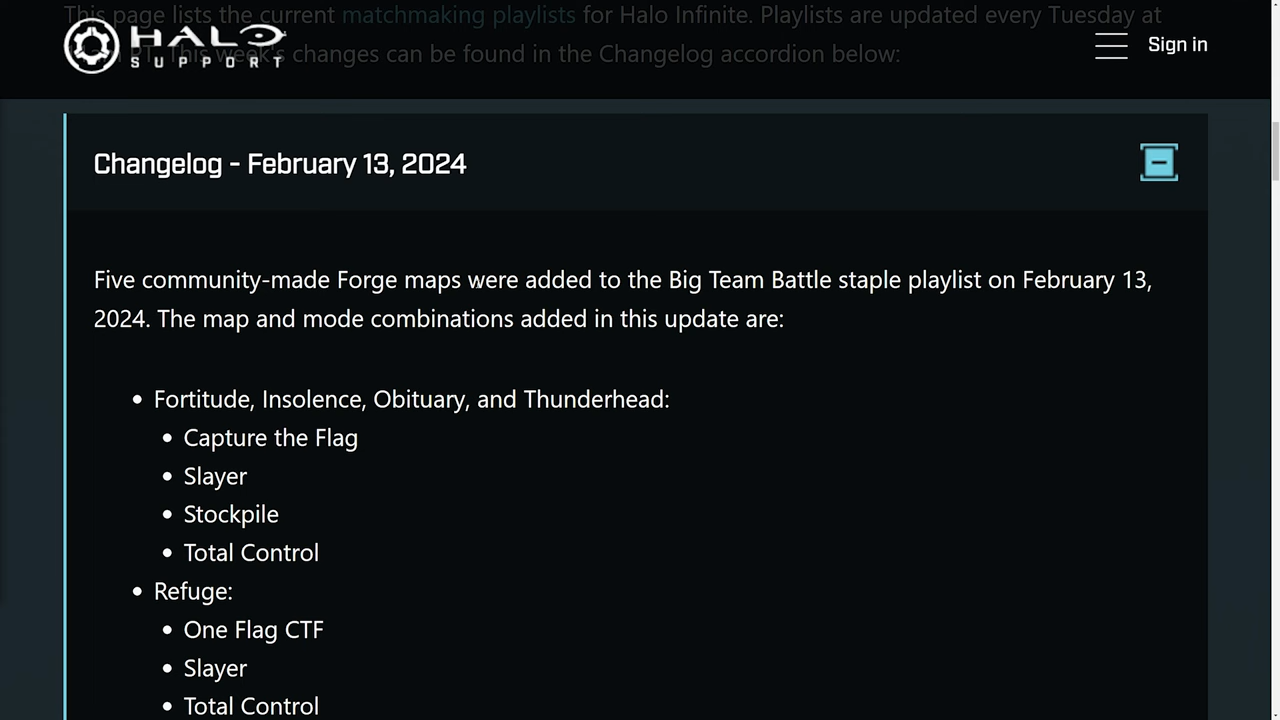 This page lists the current matchmaking playlists for Halo Infinite. Playlists are updated every Tuesday at
HALO
SUPPORT
PT. This week's changes can be found in the Changelog accordion below:
Sign in
Changelog - February 13, 2024
Five community-made Forge maps were added to the Big Team Battle staple playlist on February 13,
2024. The map and mode combinations added in this update are:
• Fortitude, Insolence, Obituary, and Thunderhead:
• Capture the Flag
• Slayer
• Stockpile
• Total Control
• Refuge:
• One Flag CTF
• Slayer
• Total Control